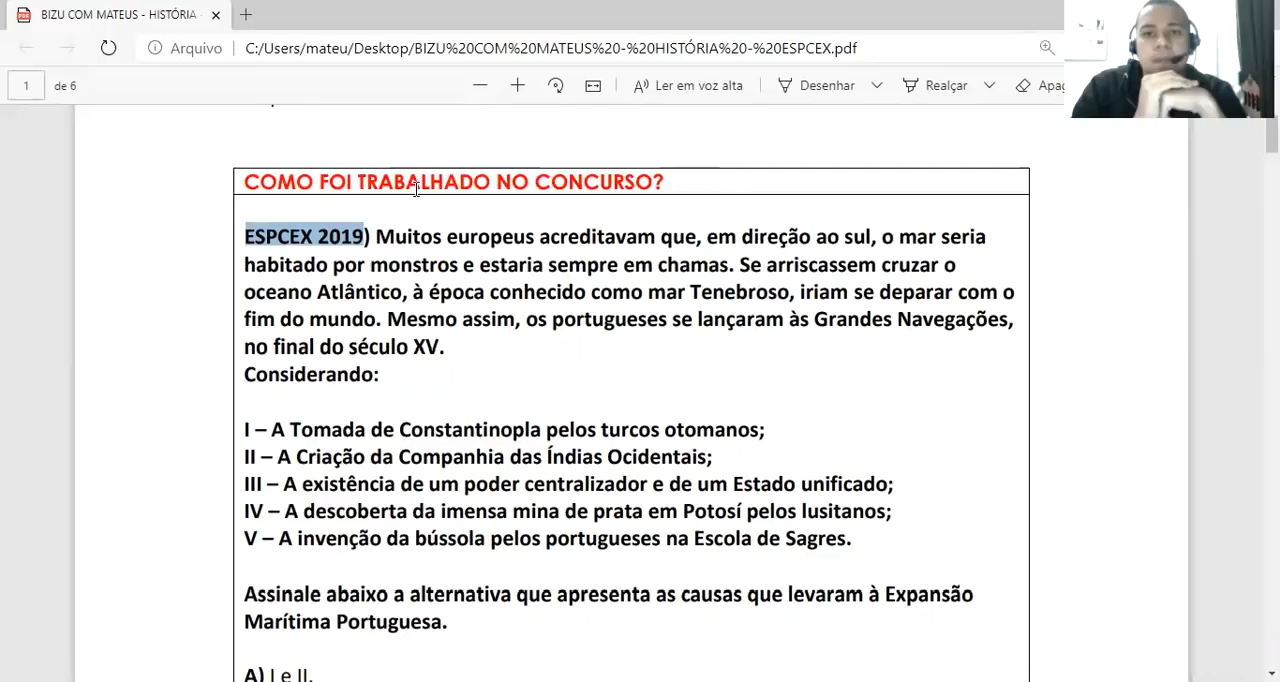 BIZU COM MATEUS - HISTÓRIA
Arquivo C:/Users/mateu/Desktop/BIZU%20COM%20MATEUS%20-%20HISTÓRIA%20-%20ESPCEX.pdf
1 de 6 Ler em voz alta Desenhar Realçar
COMO FOI TRABALHADO NO CONCURSO?
ESPCEX 2019) Muitos europeus acreditavam que, em direção ao sul, o mar seria
habitado por monstros e estaria sempre em chamas. Se arriscassem cruzar o
oceano Atlântico, à época conhecido como mar Tenebroso, iriam se deparar com o
fim do mundo. Mesmo assim, os portugueses se lançaram às Grandes Navegações,
no final do século XV.
Considerando:
I – A Tomada de Constantinopla pelos turcos otomanos;
II – A Criação da Companhia das Índias Ocidentais;
III – A existência de um poder centralizador e de um Estado unificado;
IV – A descoberta da imensa mina de prata em Potosí pelos lusitanos;
V – A invenção da bússola pelos portugueses na Escola de Sagres.
Assinale abaixo a alternativa que apresenta as causas que levaram à Expansão
Marítima Portuguesa.
A) I e II.